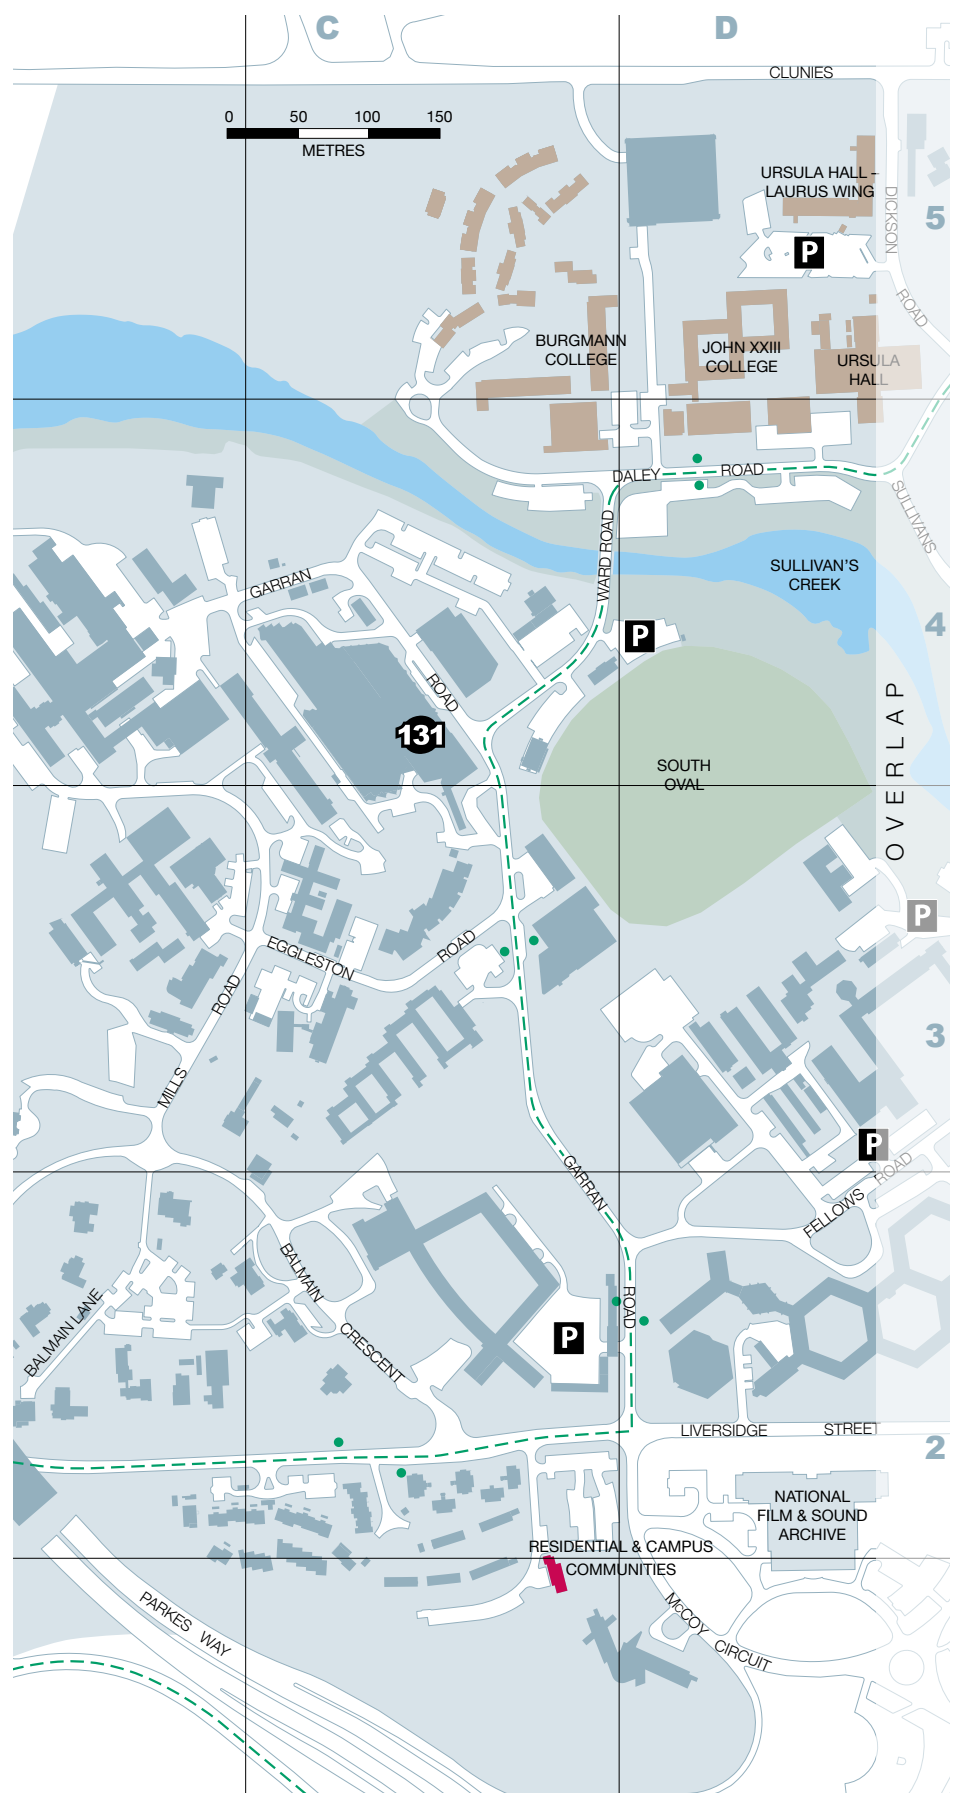 C
D
CLUNIES
0 50 100 150
METRES
URSULA HALL –
LAURUS WING
DICKSON
ROAD
5
P
BURGMANN
COLLEGE
JOHN XXIII
COLLEGE
URSULA
HALL
DALEY
ROAD
SULLIVANS
WARD ROAD
SULLIVAN'S
CREEK
GARRAN
ROAD
4
P
131
SOUTH
OVAL
OVERLAP
P
EGGLESTON
ROAD
MILLS
ROAD
3
P
GARRAN
ROAD
FELLOWS
ROAD
BALMAIN
CRESCENT
BALMAIN LANE
P
LIVERSIDGE
STREET
2
NATIONAL
FILM & SOUND
ARCHIVE
RESIDENTIAL & CAMPUS
COMMUNITIES
PARKES WAY
McCOY CIRCUIT
D